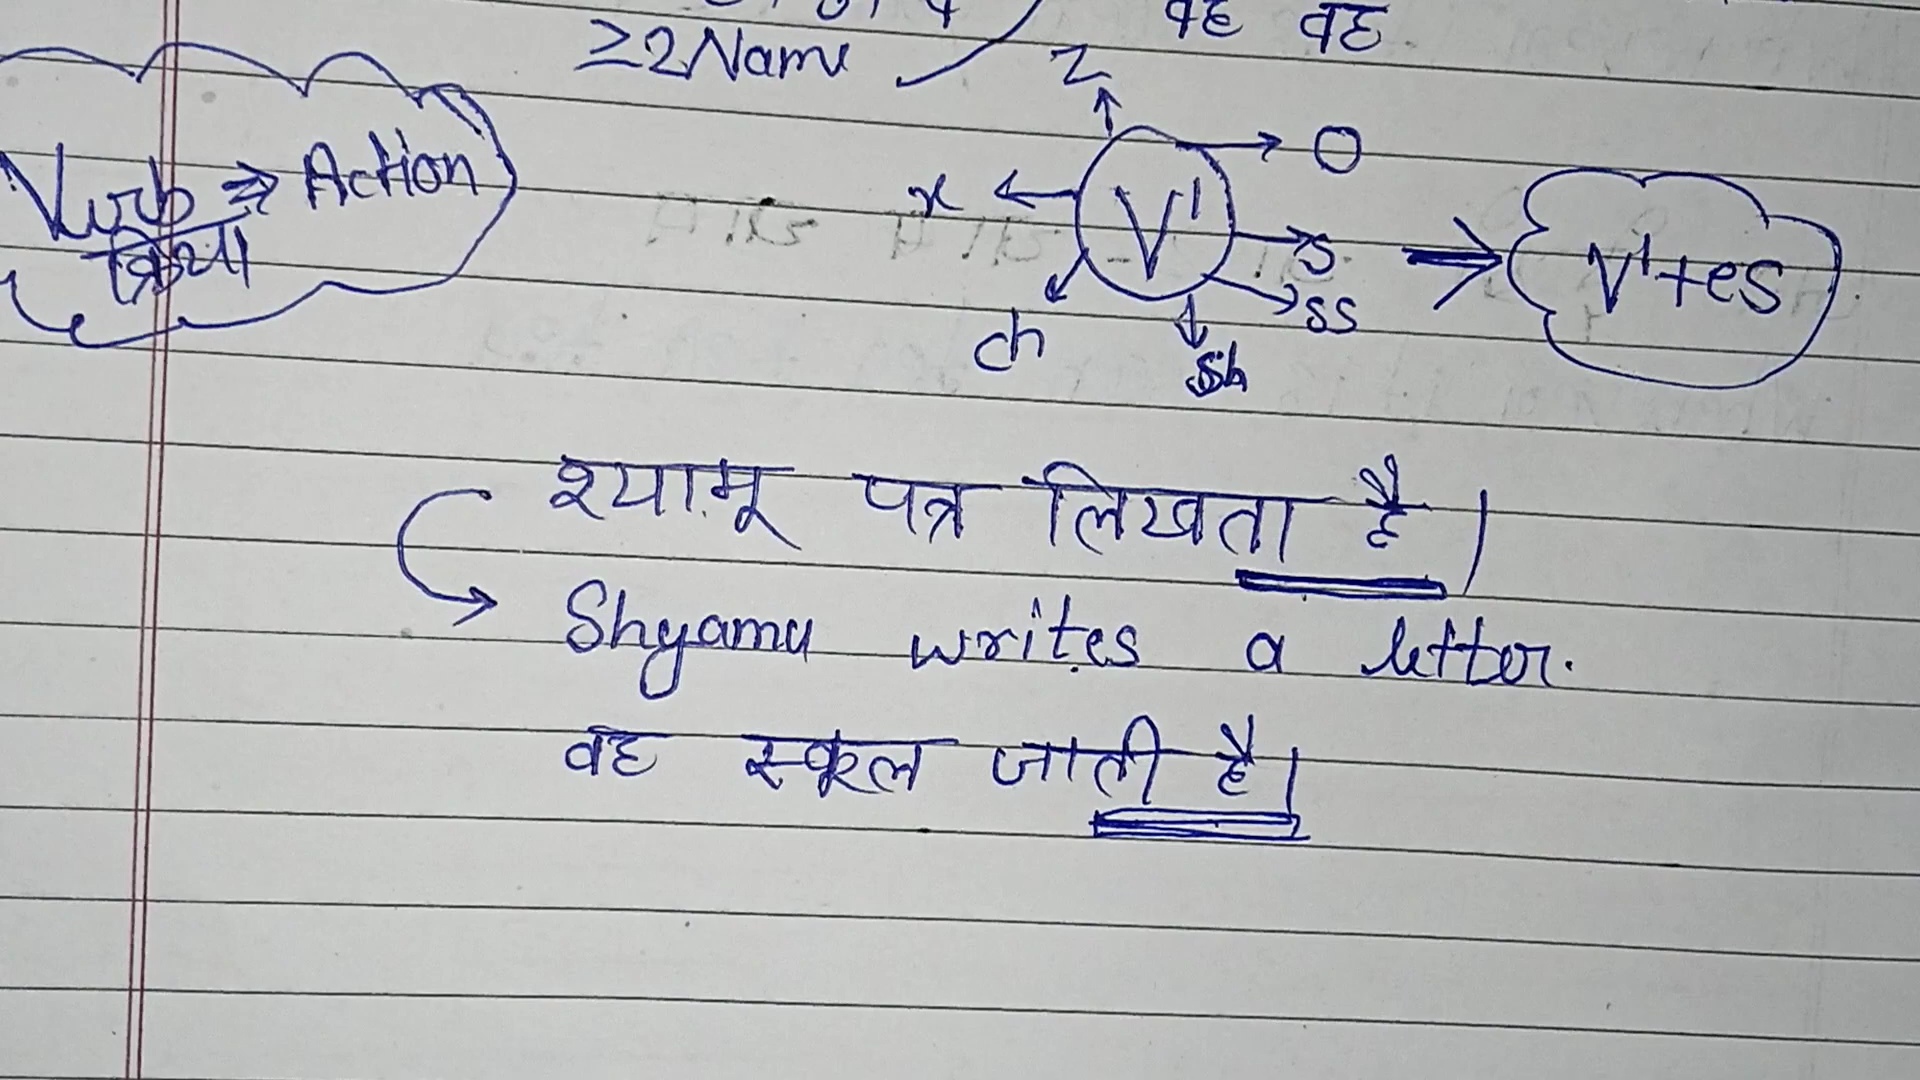 वह वह
≥2 Name
Verb ⇒ Action
क्रिया
Z
O
x
V¹
s
ss
sh
ch
⇒ V¹+es
श्यामू पत्र लिखता है।
Shyamu writes a letter.
वह स्कूल जाती है।